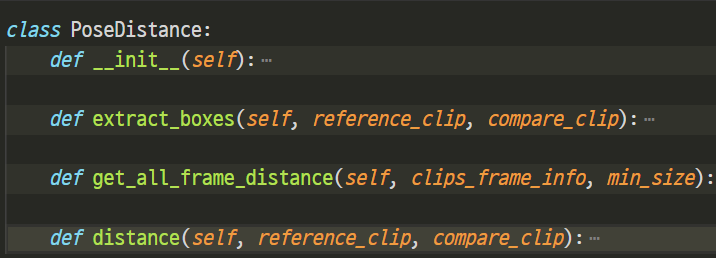 class PoseDistance:
def __init__(self):⋯
def extract_boxes(self, reference_clip, compare_clip):⋯
def get_all_frame_distance(self, clips_frame_info, min_size):
def distance(self, reference_clip, compare_clip):⋯